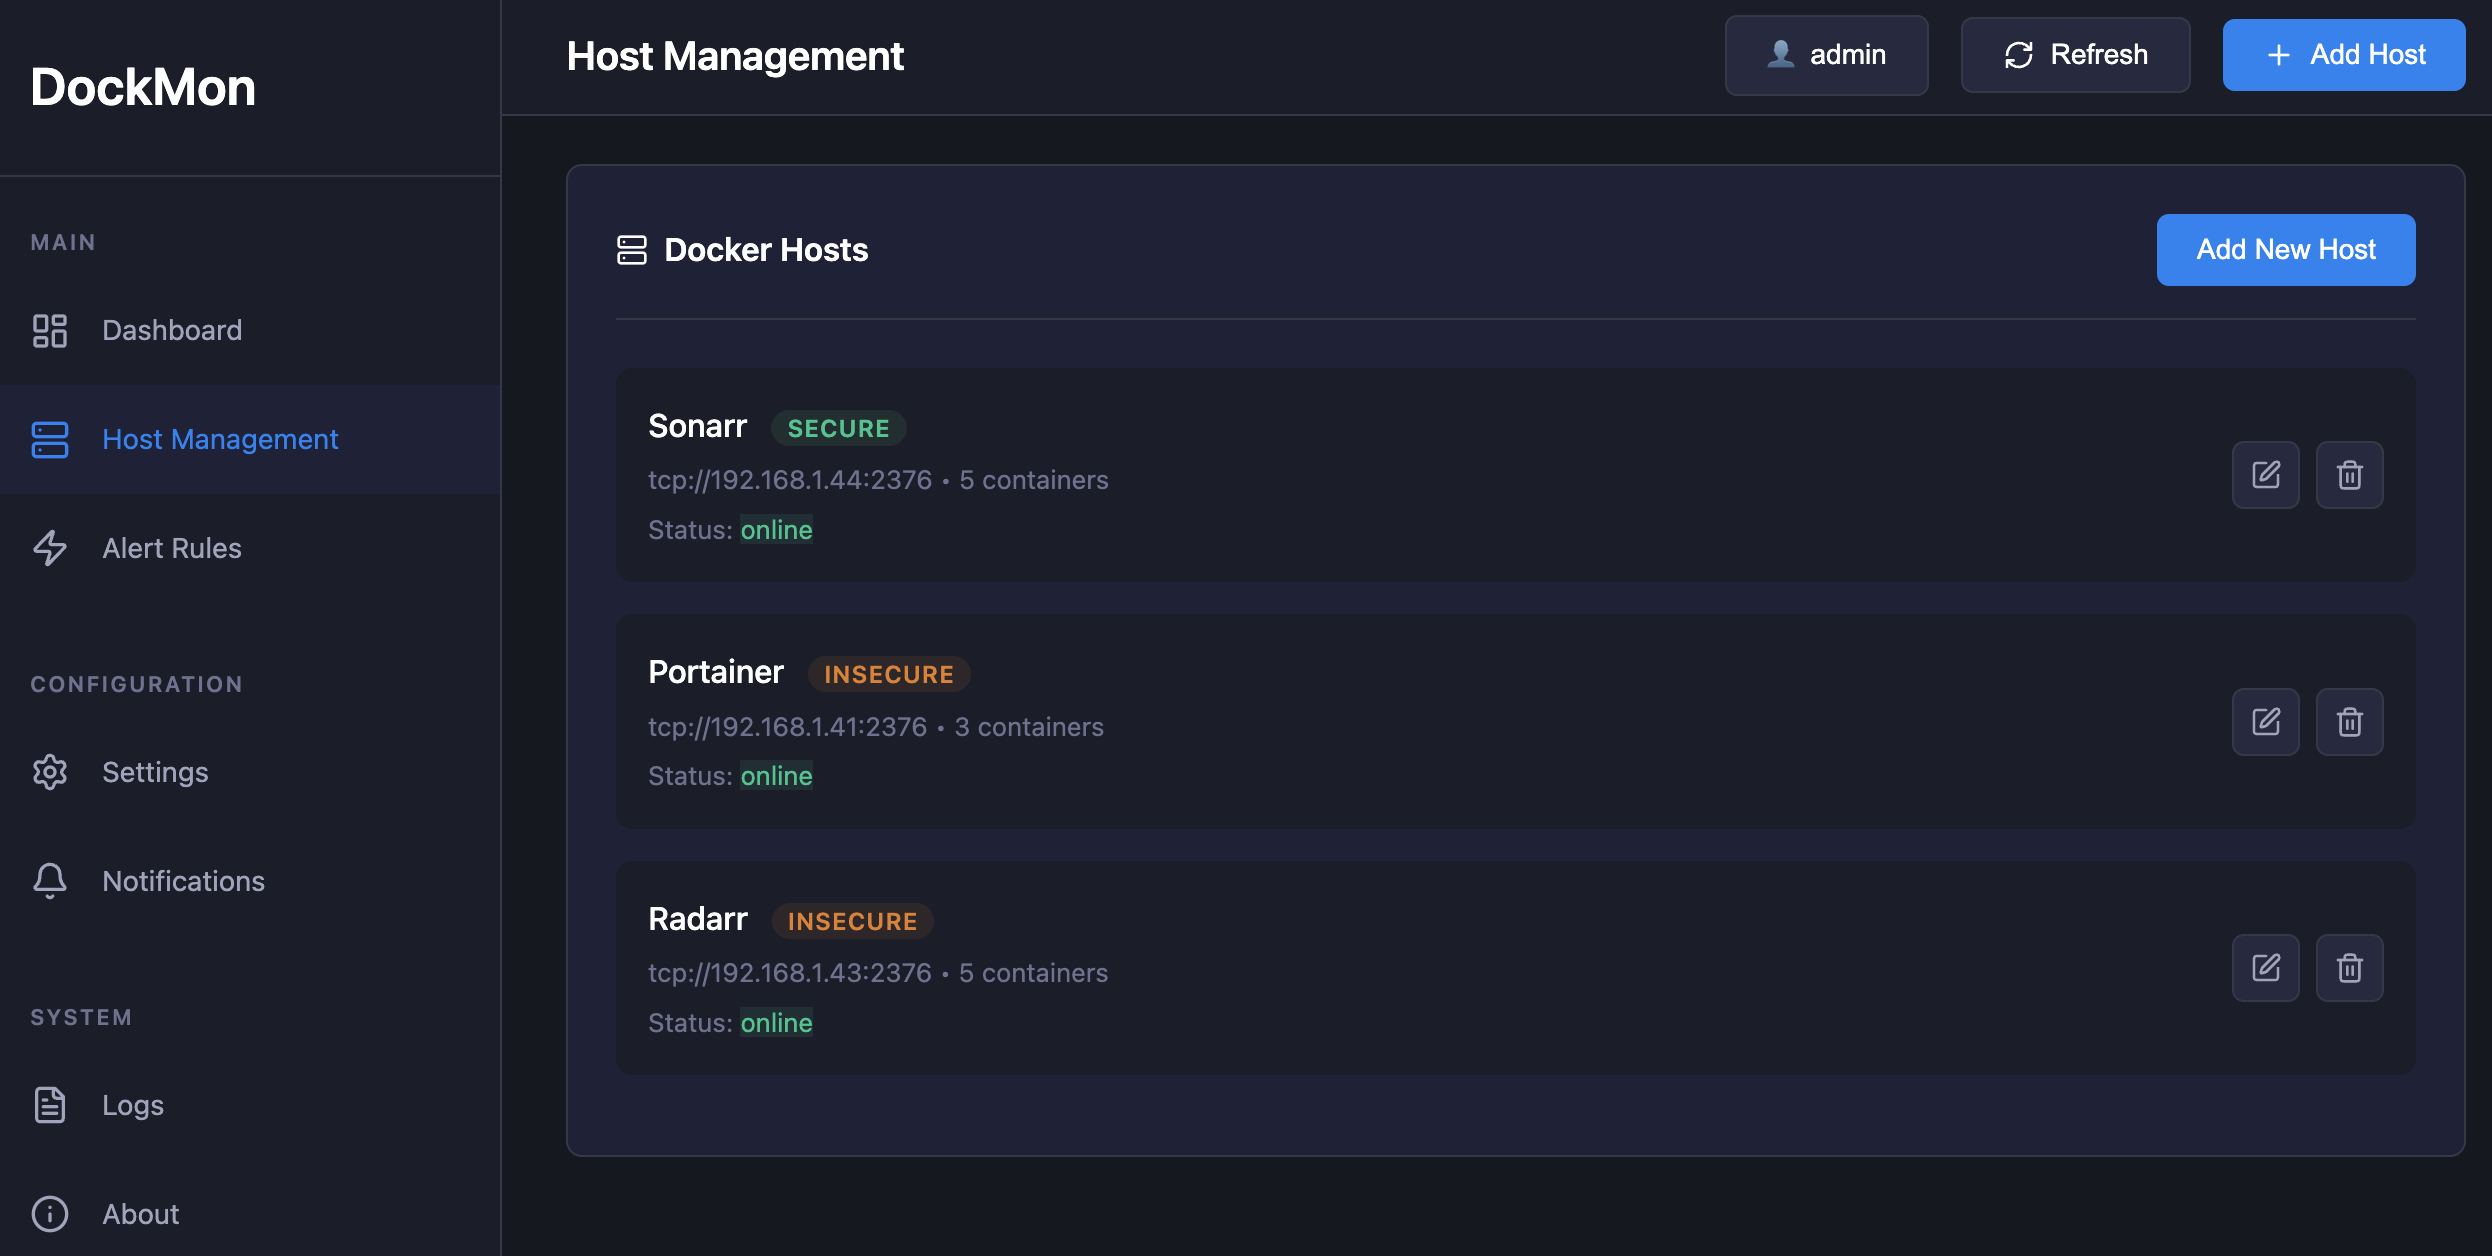 DockMon
MAIN
Dashboard
Host Management
Alert Rules
CONFIGURATION
Settings
Notifications
SYSTEM
Logs
About
Host Management
admin
Refresh
Add Host
Docker Hosts
Add New Host
Sonarr SECURE
tcp://192.168.1.44:2376 • 5 containers
Status: online
Portainer INSECURE
tcp://192.168.1.41:2376 • 3 containers
Status: online
Radarr INSECURE
tcp://192.168.1.43:2376 • 5 containers
Status: online